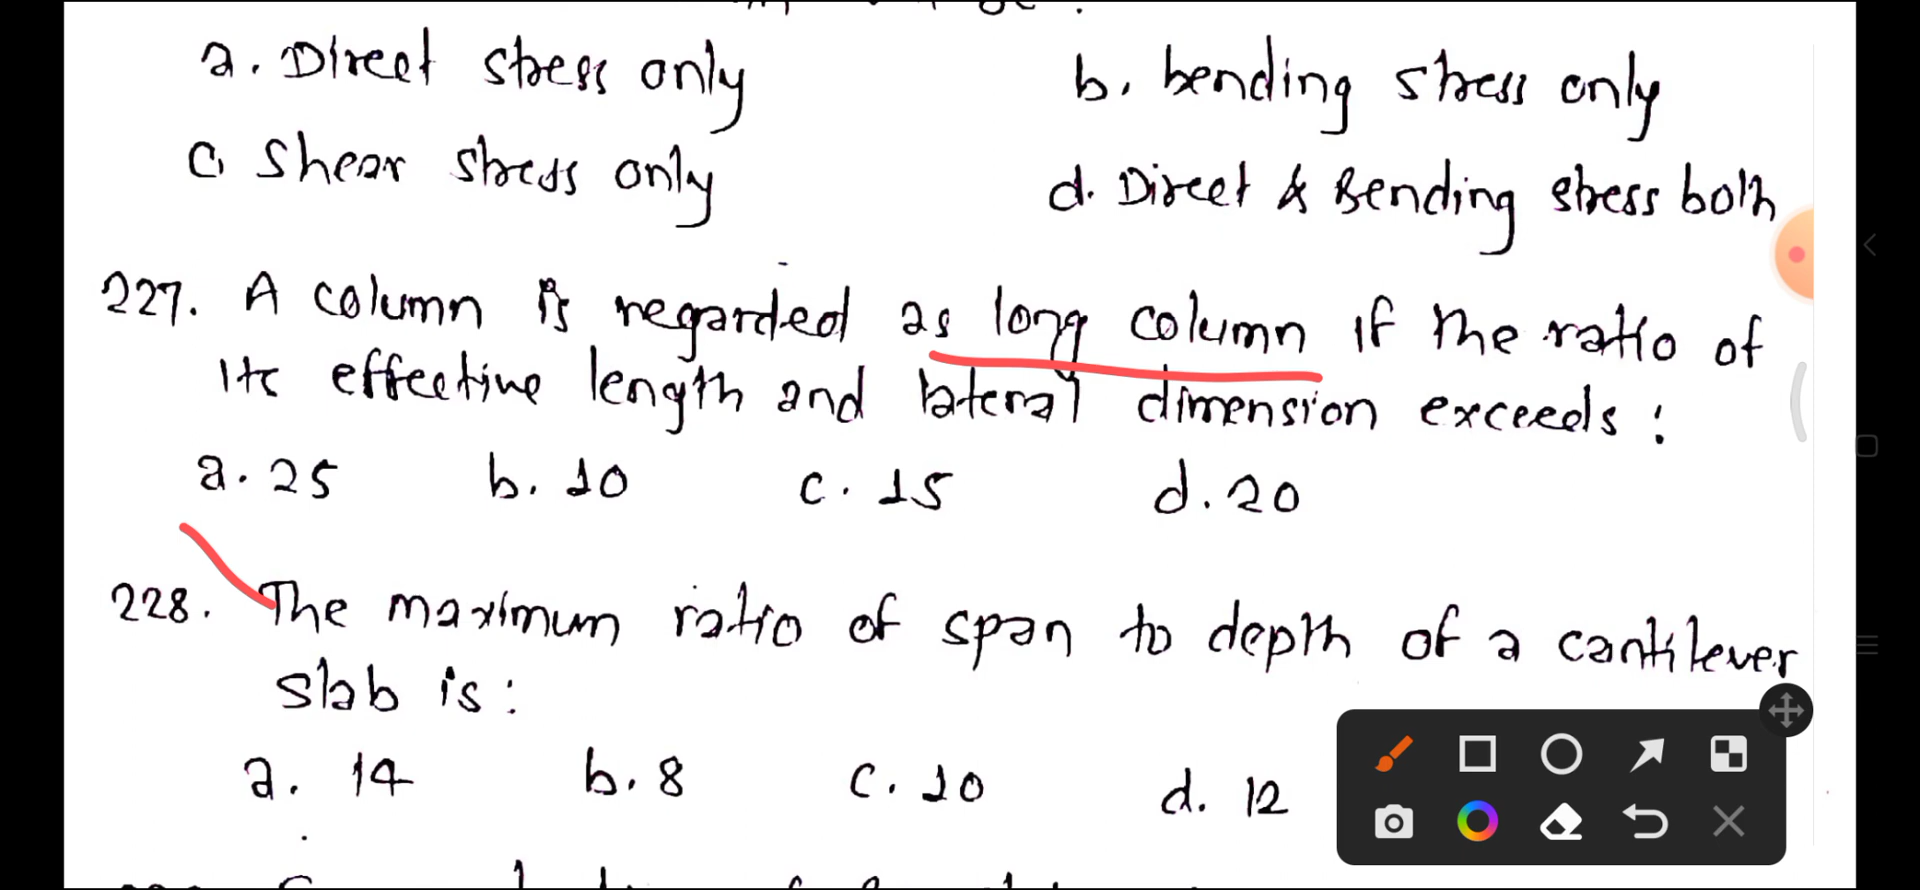 a. Direct stress only b. bending stress only
c. Shear stress only d. Direct & Bending stress both
227. A column is regarded as long column if the ratio of
its effective length and lateral dimension exceeds :
a. 25 b. 10 c. 15 d. 20
228. The maximum ratio of span to depth of a cantilever
slab is :
a. 14 b. 8 c. 10 d. 12